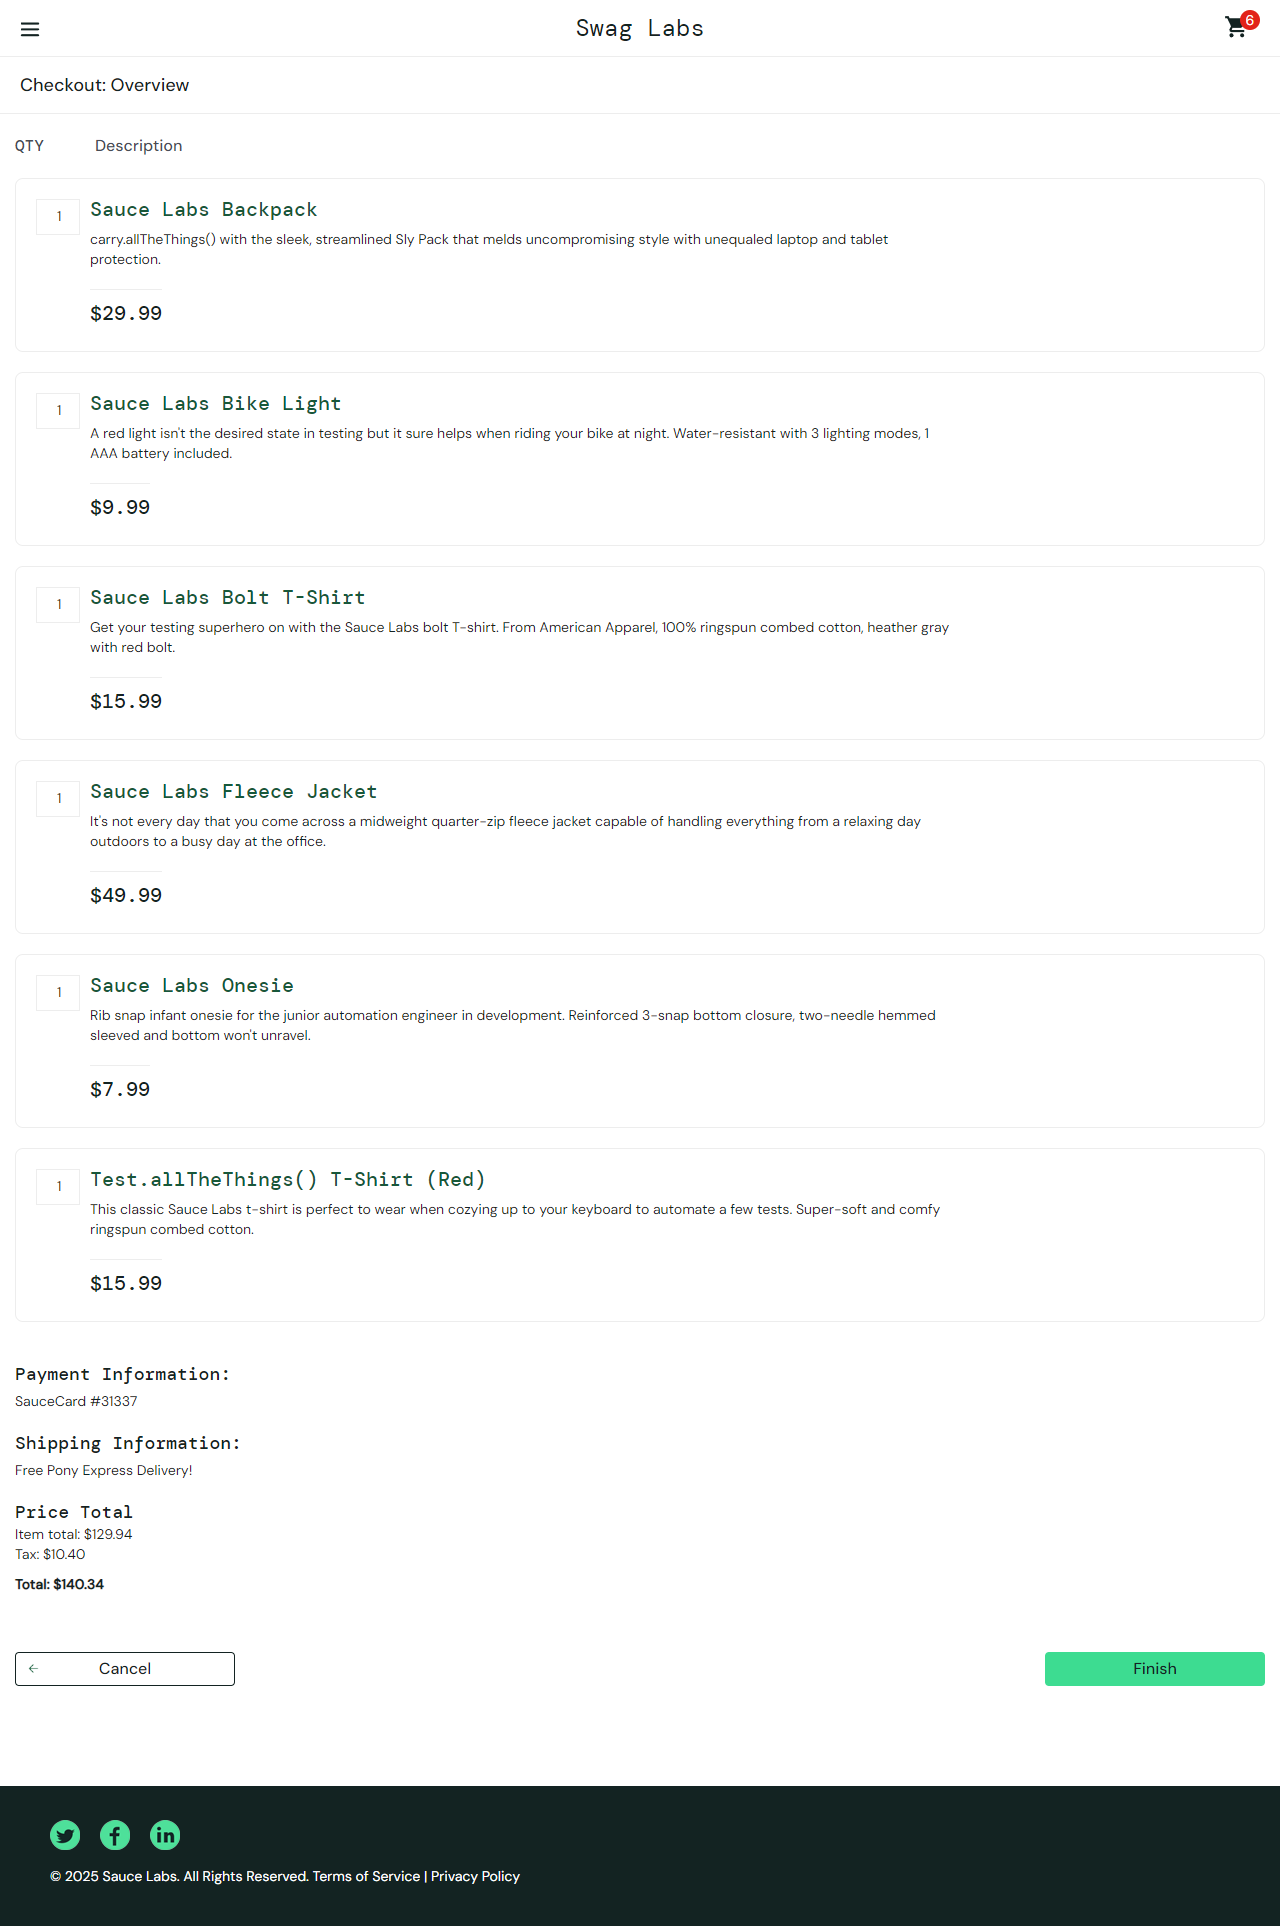 Swag Labs
6
Checkout: Overview
QTY Description
1
Sauce Labs Backpack
carry.allTheThings() with the sleek, streamlined Sly Pack that melds uncompromising style with unequaled laptop and tablet
protection.
$29.99
1
Sauce Labs Bike Light
A red light isn't the desired state in testing but it sure helps when riding your bike at night. Water-resistant with 3 lighting modes, 1
AAA battery included.
$9.99
1
Sauce Labs Bolt T-Shirt
Get your testing superhero on with the Sauce Labs bolt T-shirt. From American Apparel, 100% ringspun combed cotton, heather gray
with red bolt.
$15.99
1
Sauce Labs Fleece Jacket
It's not every day that you come across a midweight quarter-zip fleece jacket capable of handling everything from a relaxing day
outdoors to a busy day at the office.
$49.99
1
Sauce Labs Onesie
Rib snap infant onesie for the junior automation engineer in development. Reinforced 3-snap bottom closure, two-needle hemmed
sleeved and bottom won't unravel.
$7.99
1
Test.allTheThings() T-Shirt (Red)
This classic Sauce Labs t-shirt is perfect to wear when cozying up to your keyboard to automate a few tests. Super-soft and comfy
ringspun combed cotton.
$15.99
Payment Information:
SauceCard #31337
Shipping Information:
Free Pony Express Delivery!
Price Total
Item total: $129.94
Tax: $10.40
Total: $140.34
Cancel
Finish
© 2025 Sauce Labs. All Rights Reserved. Terms of Service | Privacy Policy